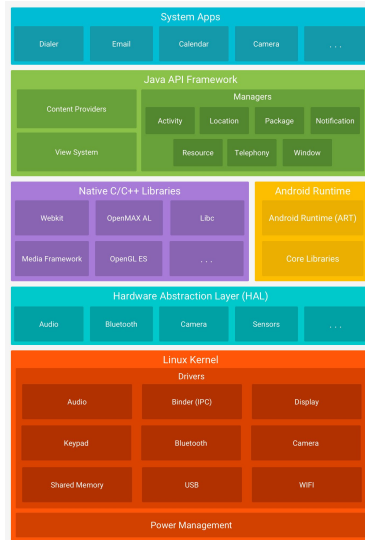 System Apps
Dialer Email Calendar Camera . . .
Java API Framework
Content Providers
View System
Managers
Activity Location Package Notification
Resource Telephony Window
Native C/C++ Libraries
Webkit OpenMAX AL Libc
Media Framework OpenGL ES . . .
Android Runtime
Android Runtime (ART)
Core Libraries
Hardware Abstraction Layer (HAL)
Audio Bluetooth Camera Sensors . . .
Linux Kernel
Drivers
Audio Binder (IPC) Display
Keypad Bluetooth Camera
Shared Memory USB WIFI
Power Management